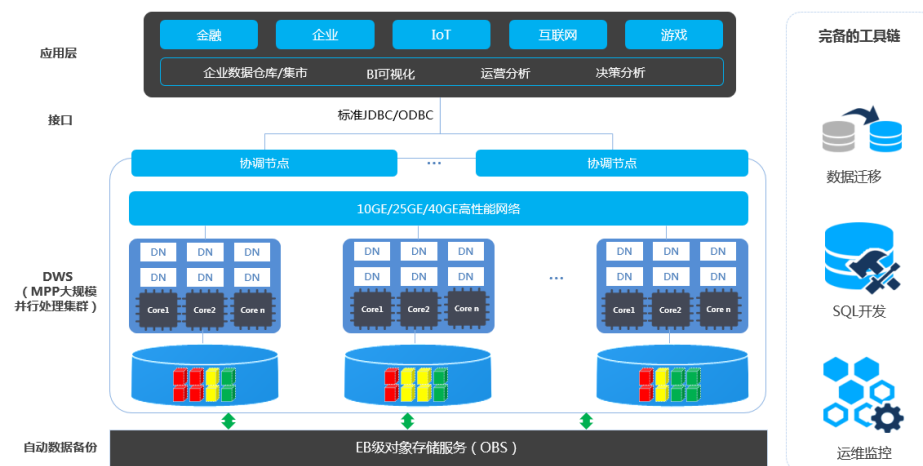 应用层
金融
企业
IoT
互联网
游戏
企业数据仓库/集市
BI可视化
运营分析
决策分析
接口
标准JDBC/ODBC
协调节点
...
协调节点
10GE/25GE/40GE高性能网络
DWS
（MPP大规模
并行处理集群）
DN DN DN
DN DN DN
Core1 Core2 Core n
DN DN DN
DN DN DN
Core1 Core2 Core n
...
DN DN DN
DN DN DN
Core1 Core2 Core n
自动数据备份
EB级对象存储服务（OBS）
完备的工具链
数据迁移
SQL开发
运维监控